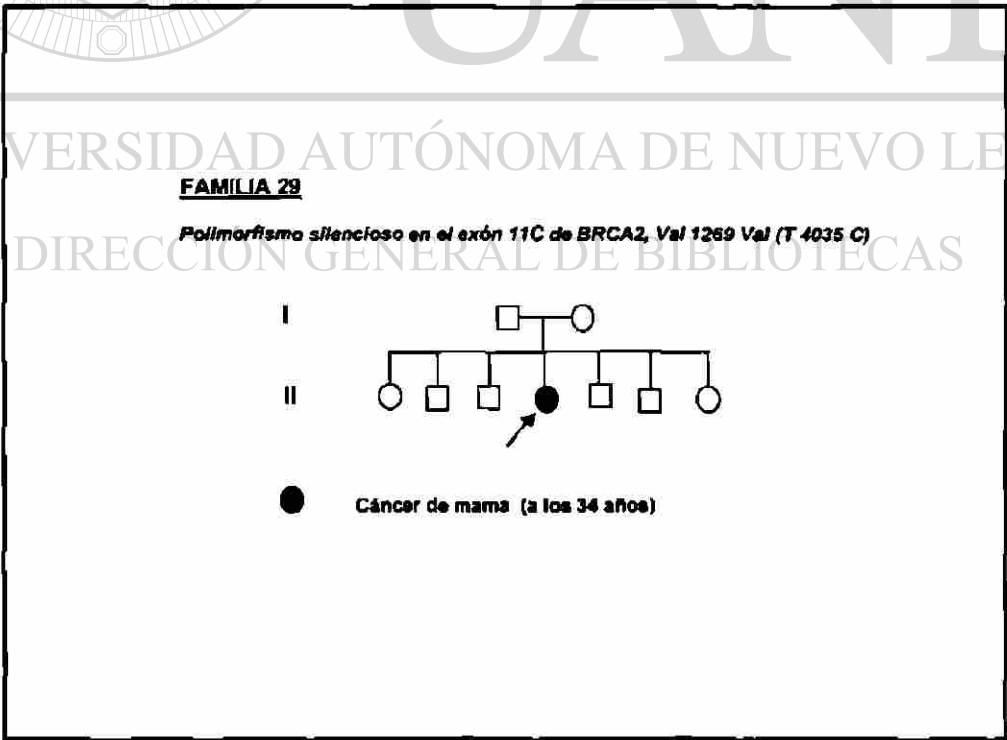 UANL
VERSIDAD AUTÓNOMA DE NUEVO LE
FAMILIA 29
Polimorfismo silencioso en el exón 11C de BRCA2, Val 1269 Val (T 4035 C)
DIRECCIÓN GENERAL DE BIBLIOTECAS
I
II
Cáncer de mama (a los 34 años)